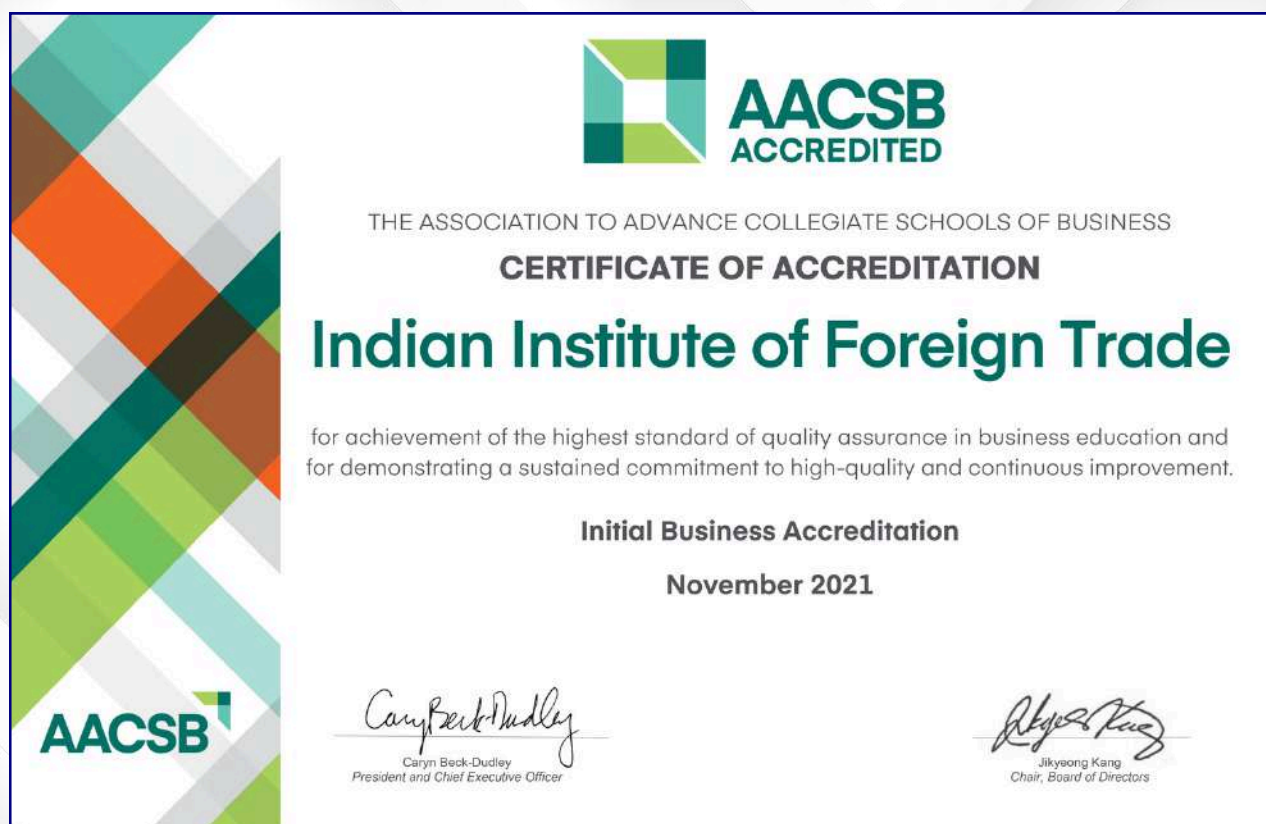 AACSB
ACCREDITED
THE ASSOCIATION TO ADVANCE COLLEGIATE SCHOOLS OF BUSINESS
CERTIFICATE OF ACCREDITATION
Indian Institute of Foreign Trade
for achievement of the highest standard of quality assurance in business education and
for demonstrating a sustained commitment to high-quality and continuous improvement.
Initial Business Accreditation
November 2021
AACSB
Caryn Beck-Dudley
Caryn Beck-Dudley
President and Chief Executive Officer
Jikyeong Kang
Chair, Board of Directors